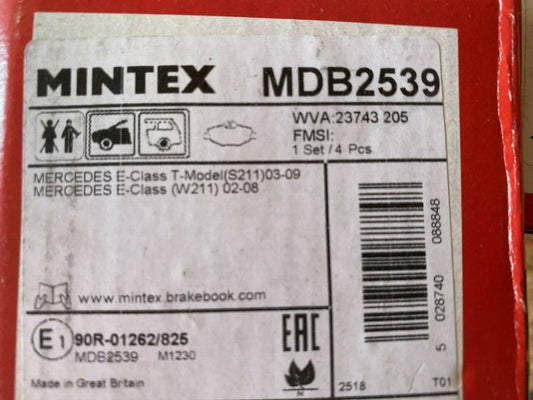 MINTEX MDB2539
WVA:23743 205
FMSI:
1 Set / 4 Pcs.
MERCEDES E-Class T-Model(S211)03-09
MERCEDES E-Class (W211) 02-08
www.mintex.brakebook.com
5 028740 088848
E1 90R-01262/825
MDB2539 M1230
EAC
N
Made in Great Britain
2518 T01